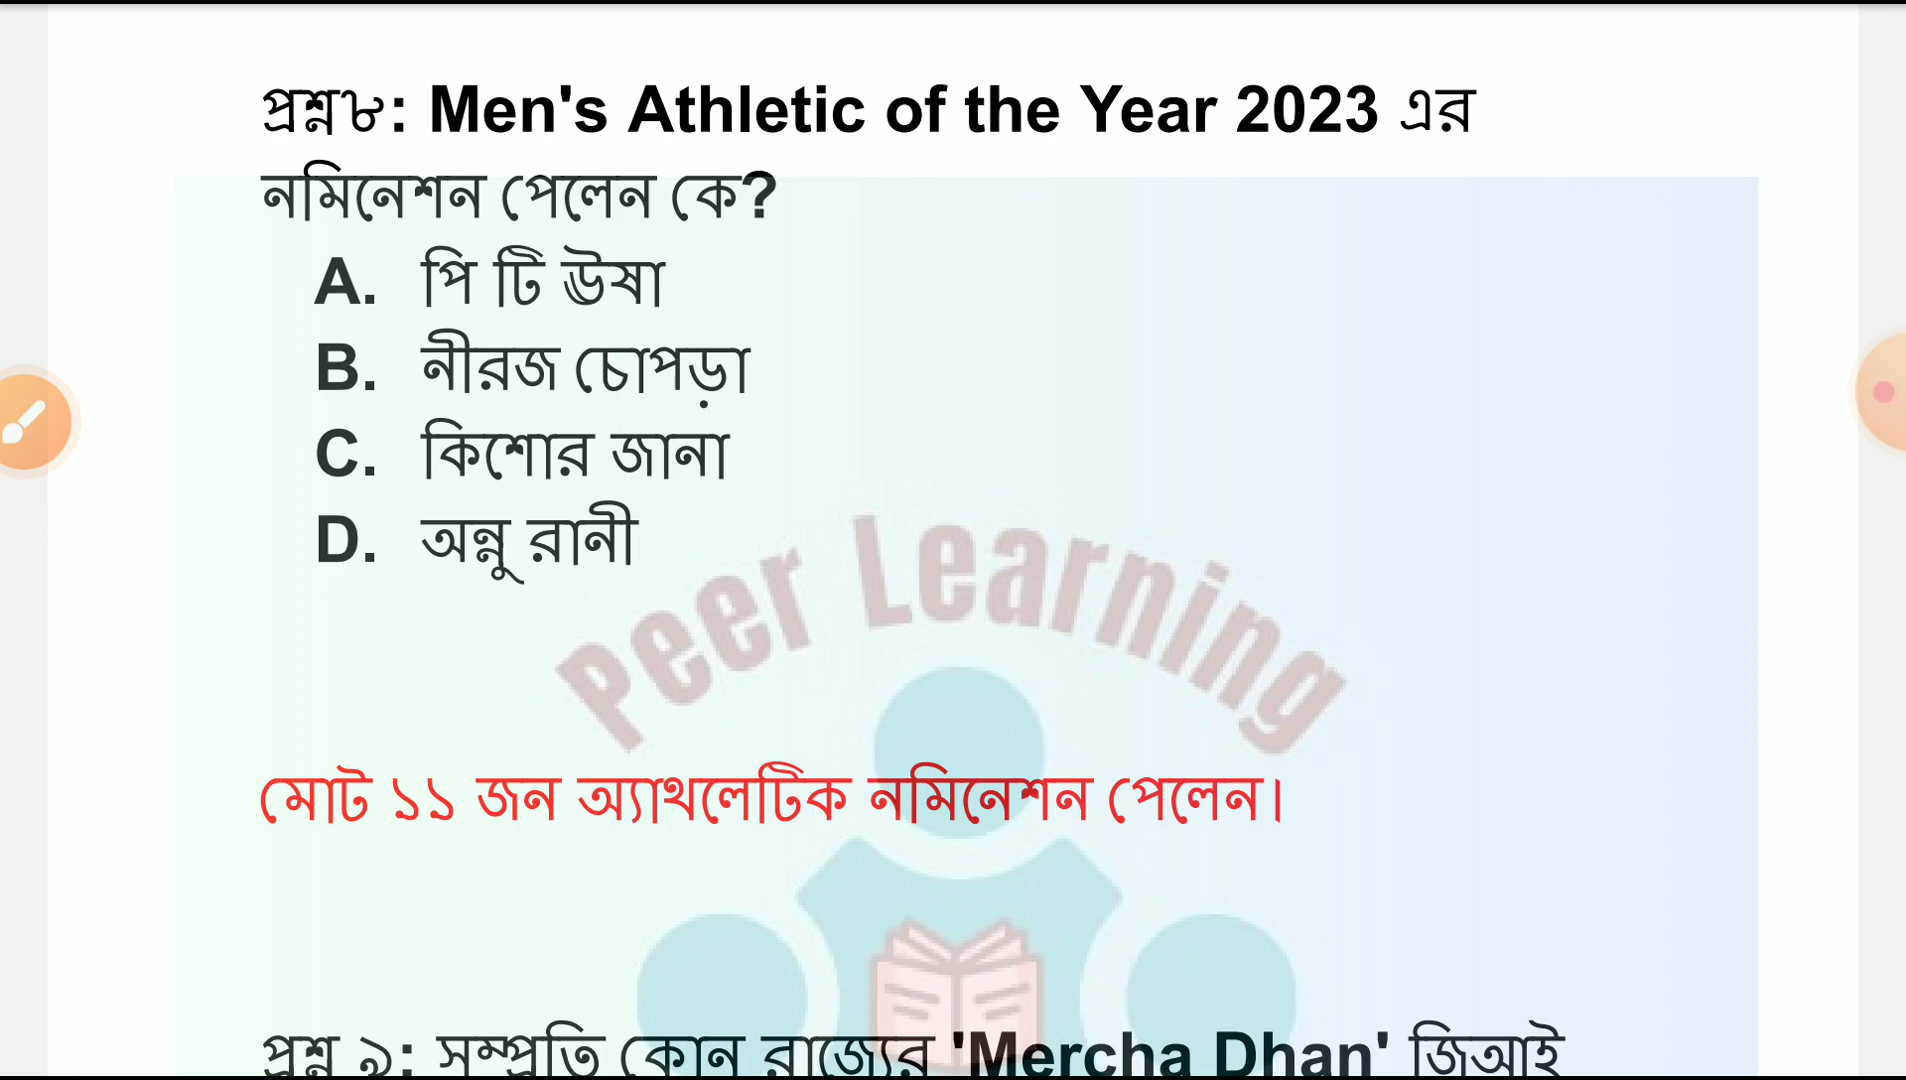 প্রশ্ন৮: Men's Athletic of the Year 2023 এর
নমিনেশন পেলেন কে?
A. পি টি ঊষা
B. নীরজ চোপড়া
C. কিশোর জানা
D. অন্নু রানী
Peer Learning
মোট ১১ জন অ্যাথলেটিক নমিনেশন পেলেন।
প্রশ্ন ৯: সম্প্রতি কোন রাজ্যের 'Mercha Dhan' জিআই